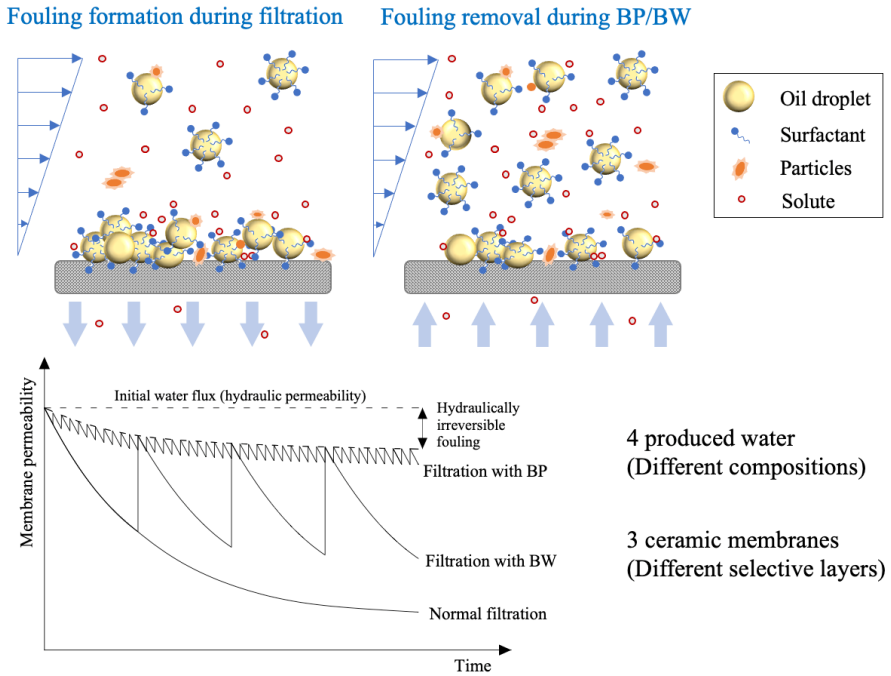 Fouling formation during filtration
Fouling removal during BP/BW
Oil droplet
Surfactant
Particles
Solute
Membrane permeability
Initial water flux (hydraulic permeability)
Hydraulically
irreversible
fouling
Filtration with BP
Filtration with BW
Normal filtration
Time
4 produced water
(Different compositions)
3 ceramic membranes
(Different selective layers)